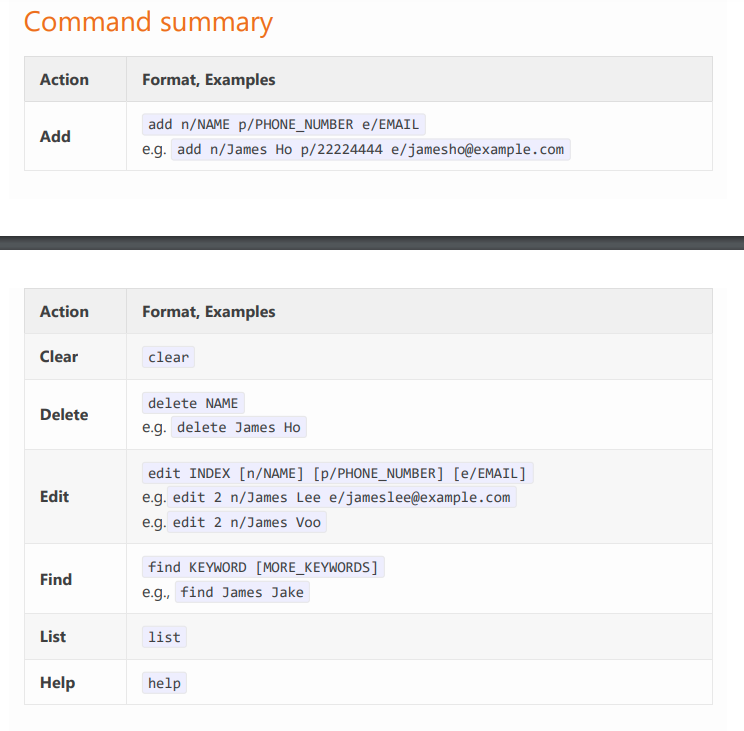 Command summary
Action Format, Examples
Add
add n/NAME p/PHONE_NUMBER e/EMAIL
e.g. add n/James Ho p/22224444 e/jamesho@example.com
Action Format, Examples
Clear clear
Delete
delete NAME
e.g. delete James Ho
Edit
edit INDEX [n/NAME] [p/PHONE_NUMBER] [e/EMAIL]
e.g. edit 2 n/James Lee e/jameslee@example.com
e.g. edit 2 n/James Voo
Find
find KEYWORD [MORE_KEYWORDS]
e.g., find James Jake
List list
Help help